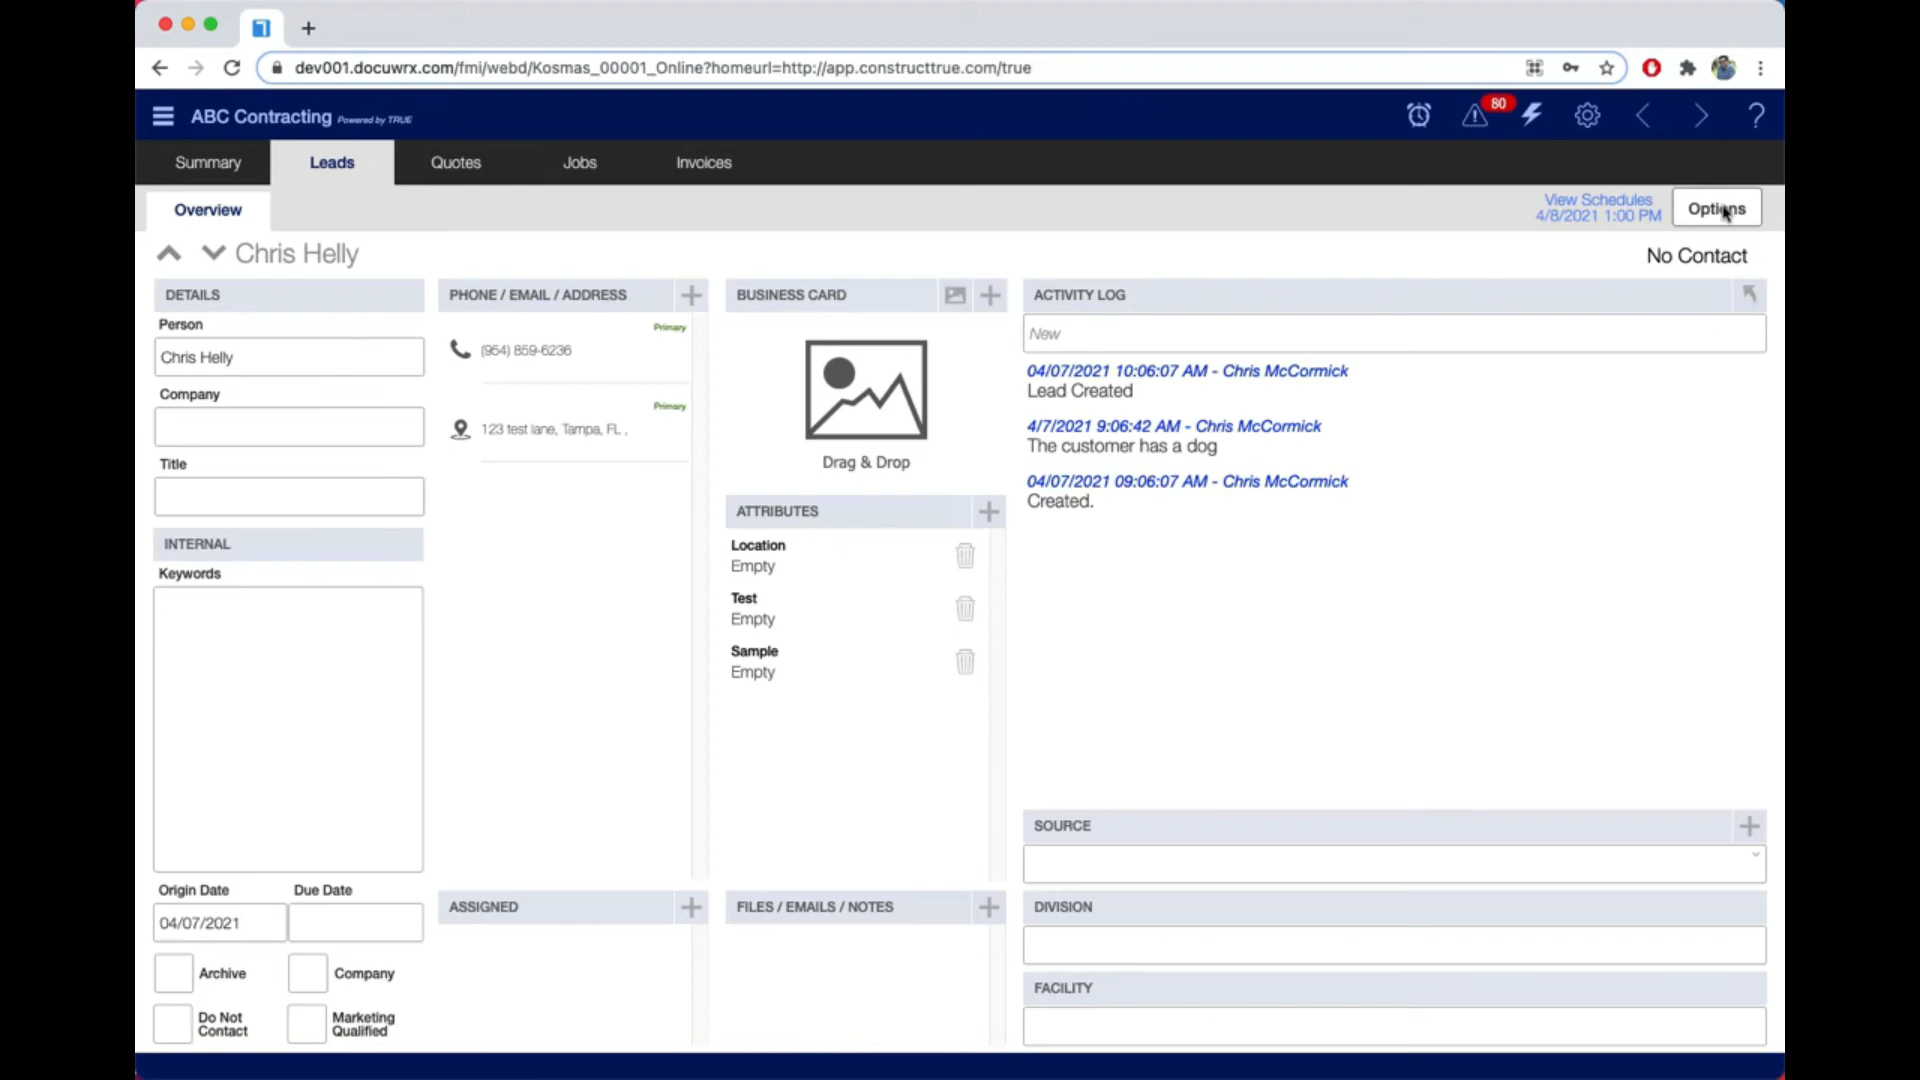 dev001.docuwrx.com/fmi/webd/Kosmas_00001_Online?homeurl=http://app.constructtrue.com/true
ABC Contracting Powered by TRUE
80
?
Summary
Leads
Quotes
Jobs
Invoices
Overview
View Schedules
4/8/2021 1:00 PM
Options
Chris Helly
No Contact
DETAILS
Person
Chris Helly
Company
Title
INTERNAL
Keywords
Origin Date
Due Date
04/07/2021
Archive
Company
Do Not
Contact
Marketing
Qualified
PHONE / EMAIL / ADDRESS
Primary
(954) 859-6236
Primary
123 test lane, Tampa, FL ,
ASSIGNED
BUSINESS CARD
Drag & Drop
ATTRIBUTES
Location
Empty
Test
Empty
Sample
Empty
FILES / EMAILS / NOTES
ACTIVITY LOG
New
04/07/2021 10:06:07 AM - Chris McCormick
Lead Created
4/7/2021 9:06:42 AM - Chris McCormick
The customer has a dog
04/07/2021 09:06:07 AM - Chris McCormick
Created.
SOURCE
DIVISION
FACILITY